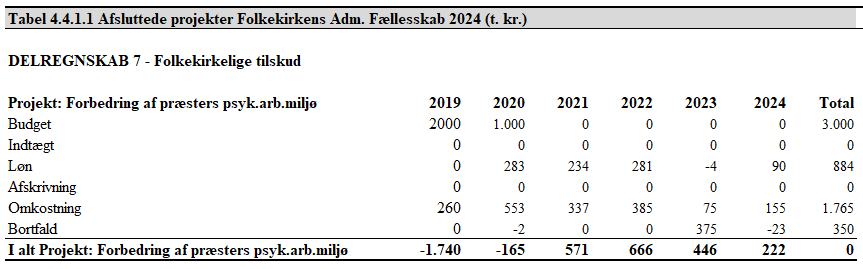 Tabel 4.4.1.1 Afsluttede projekter Folkekirkens Adm. Fællesskab 2024 (t. kr.)
DELREGNSKAB 7 - Folkekirkelige tilskud
Projekt: Forbedring af præsters psyk.arb.miljø 2019 2020 2021 2022 2023 2024 Total
Budget 2000 1.000 0 0 0 0 3.000
Indtægt 0 0 0 0 0 0 0
Løn 0 283 234 281 -4 90 884
Afskrivning 0 0 0 0 0 0 0
Omkostning 260 553 337 385 75 155 1.765
Bortfald 0 -2 0 0 375 -23 350
I alt Projekt: Forbedring af præsters psyk.arb.miljø -1.740 -165 571 666 446 222 0